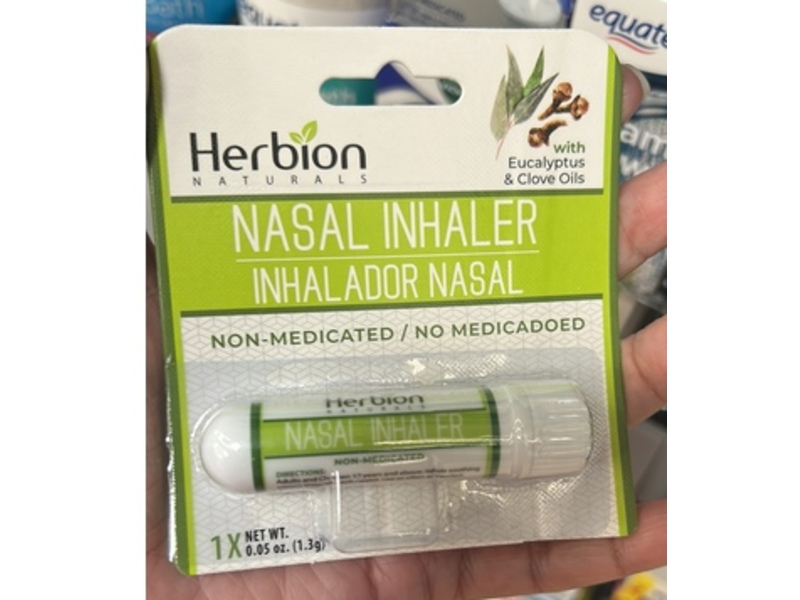 equate
Herbion
NATURALS
with
Eucalyptus
& Clove Oils
NASAL INHALER
INHALADOR NASAL
NON-MEDICATED / NO MEDICADOED
Herbion
NATURALS
NASAL INHALER
NON-MEDICATED
DIRECTIONS:
1X NET WT.
0.05 oz. (1.3g)